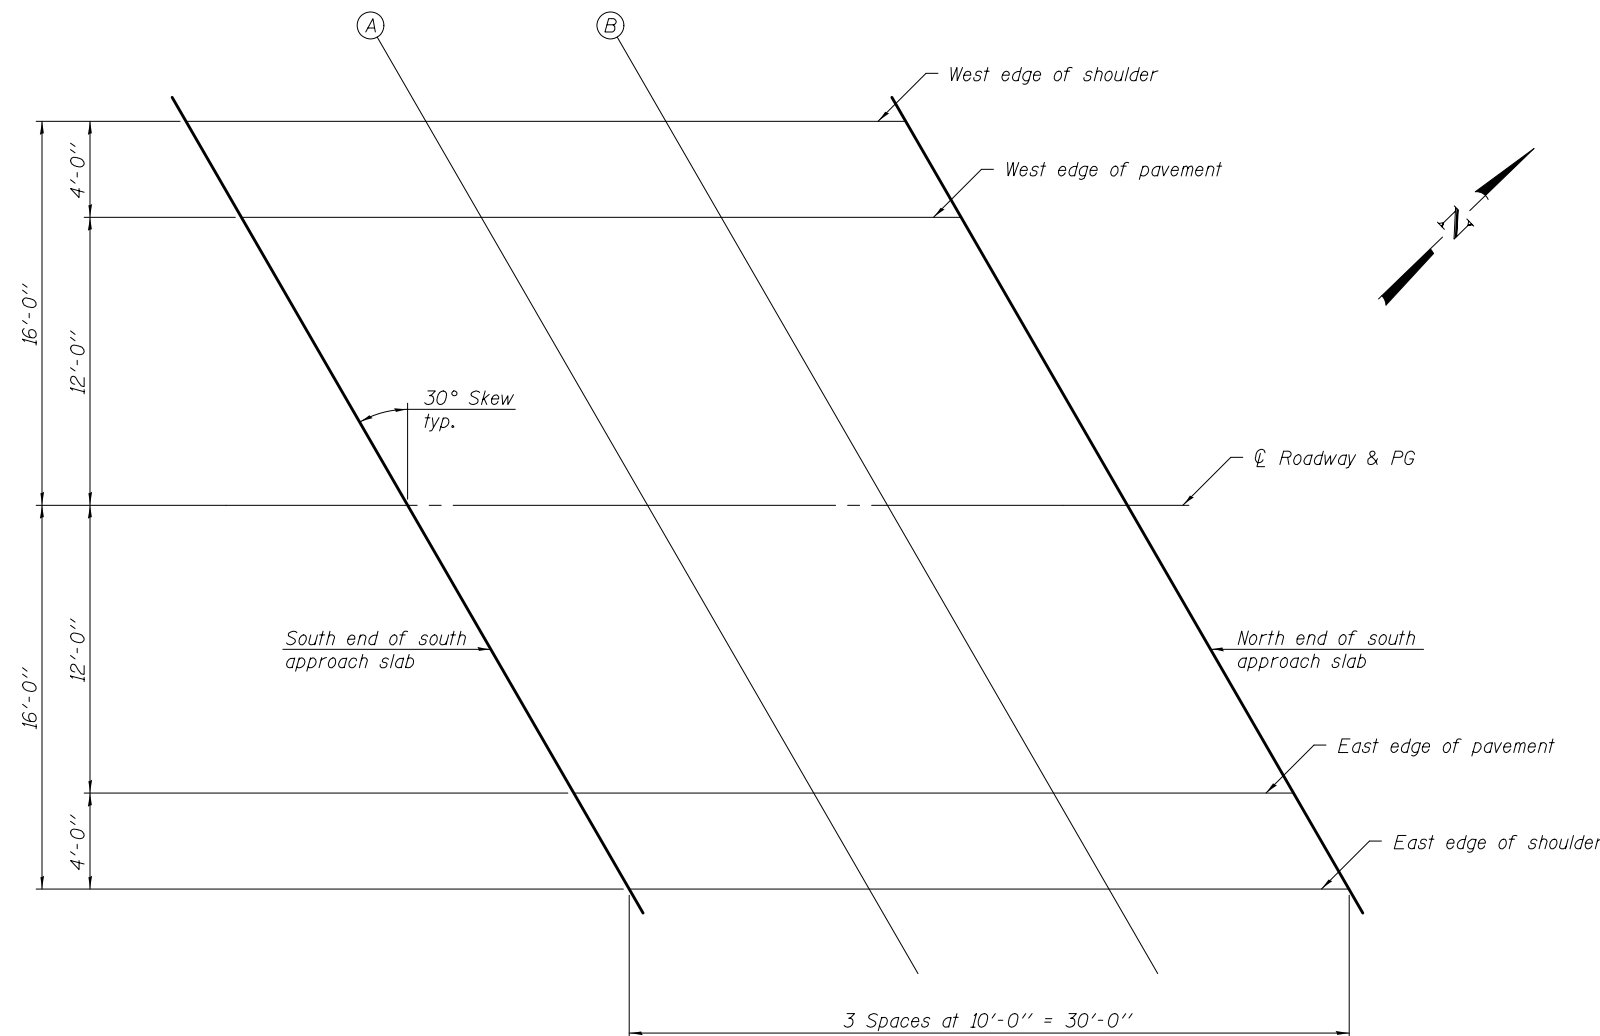 A
B
West edge of shoulder
West edge of pavement
4'-0"
16'-0"
12'-0"
N
30° Skew
typ.
℄ Roadway & PG
South end of south
approach slab
North end of south
approach slab
12'-0"
16'-0"
East edge of pavement
4'-0"
East edge of shoulder
3 Spaces at 10'-0" = 30'-0"